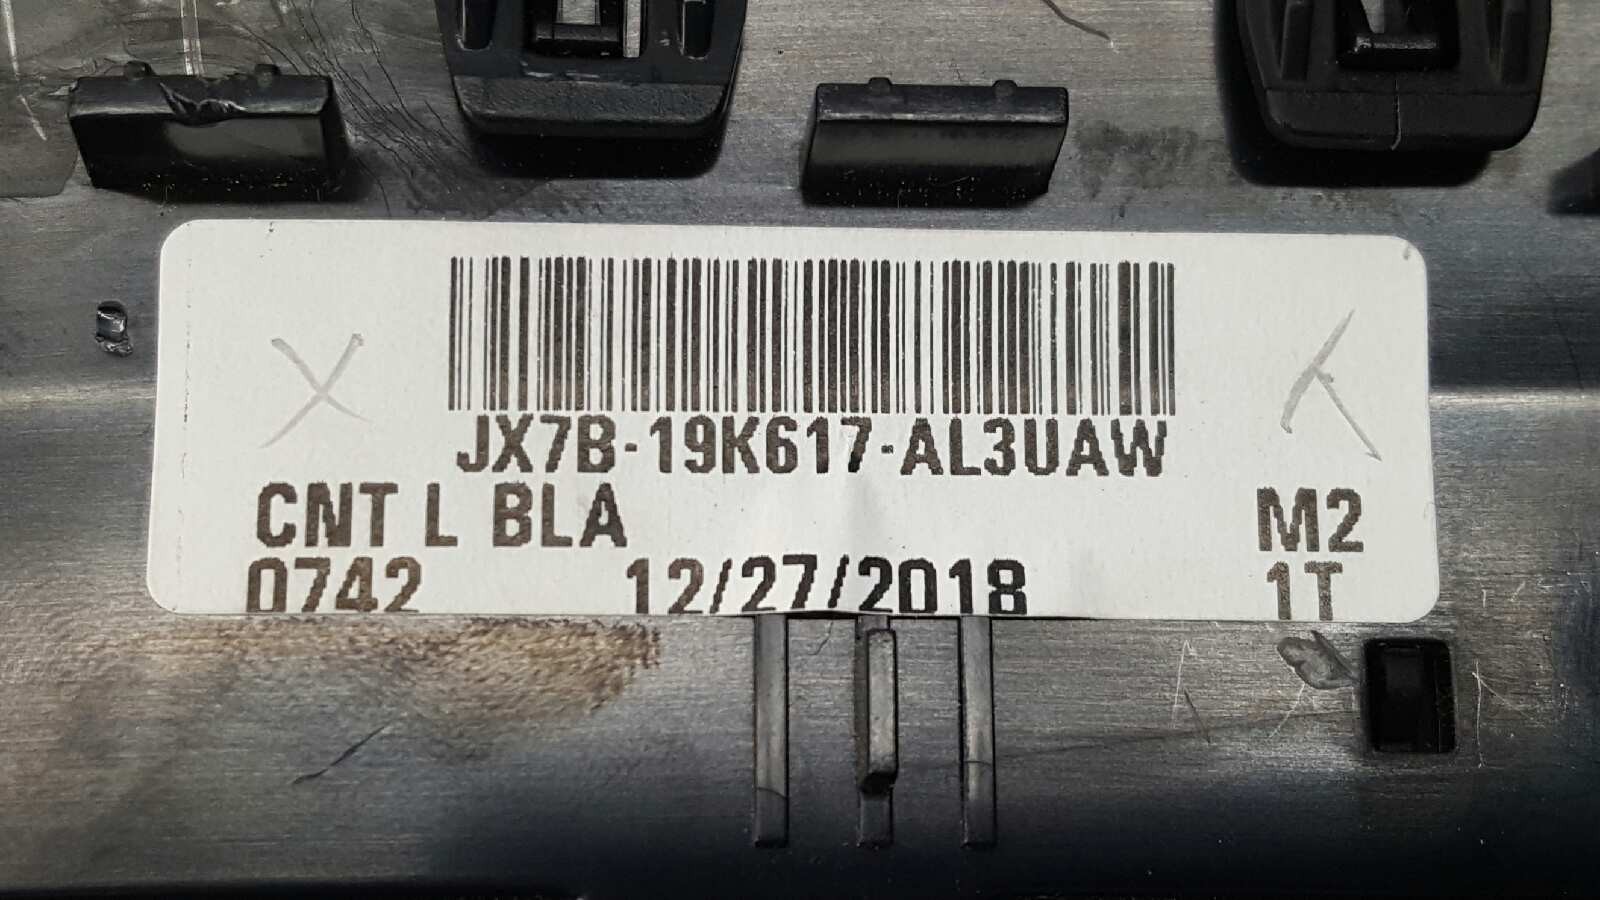 JX7B-19K617-AL3UAW
CNT L BLA M2
0742 12/27/2018 1T